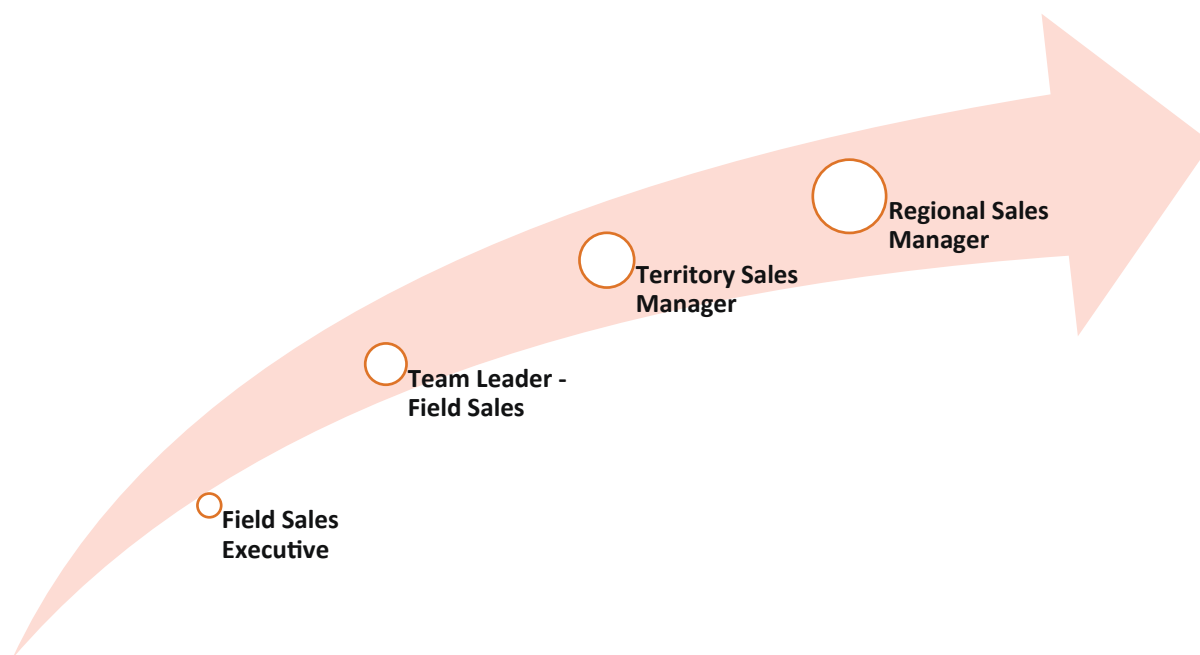 Regional Sales
Manager
Territory Sales
Manager
Team Leader -
Field Sales
Field Sales
Executive